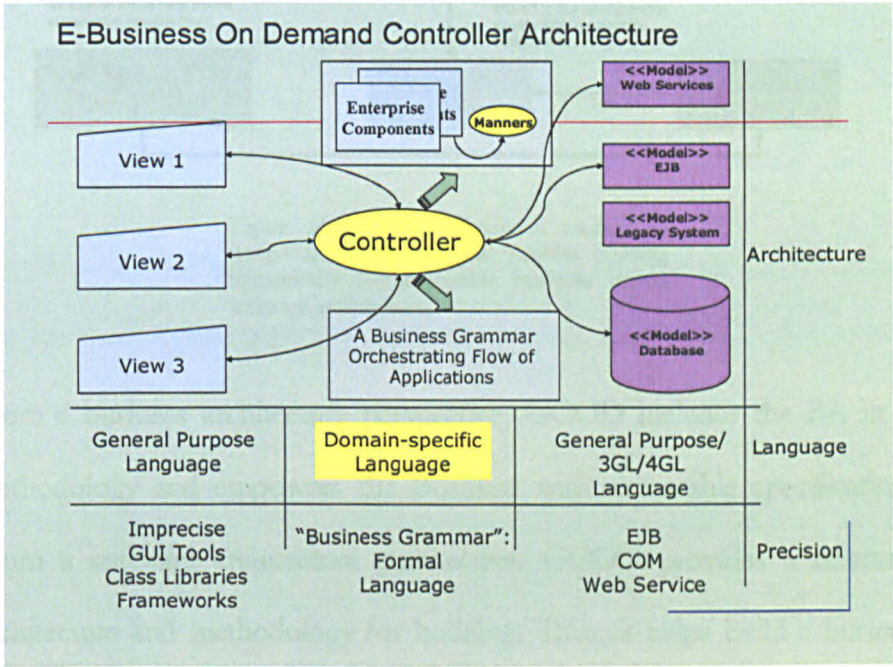 E-Business On Demand Controller Architecture
Enterprise
Components
Manners
<<Model>>
Web Services
View 1
<<Model>>
EJB
<<Model>>
Legacy System
View 2
Controller
Architecture
View 3
A Business Grammar
Orchestrating Flow of
Applications
<<Model>>
Database
General Purpose
Language
Domain-specific
Language
General Purpose/
3GL/4GL
Language
Language
Imprecise
GUI Tools
Class Libraries
Frameworks
“Business Grammar”:
Formal
Language
EJB
COM
Web Service
Precision